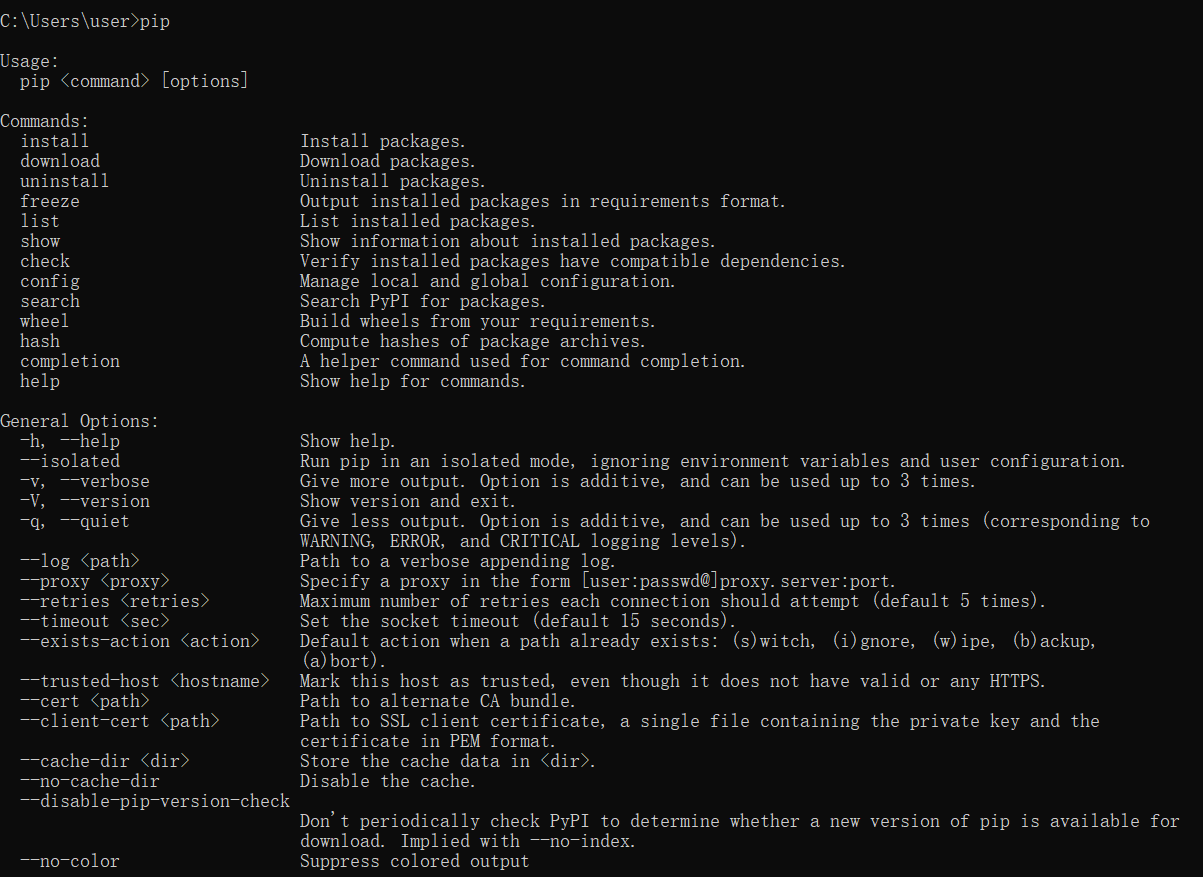 C:\Users\user>pip
Usage:
  pip <command> [options]
Commands:
  install                     Install packages.
  download                    Download packages.
  uninstall                   Uninstall packages.
  freeze                      Output installed packages in requirements format.
  list                        List installed packages.
  show                        Show information about installed packages.
  check                       Verify installed packages have compatible dependencies.
  config                      Manage local and global configuration.
  search                      Search PyPI for packages.
  wheel                       Build wheels from your requirements.
  hash                        Compute hashes of package archives.
  completion                  A helper command used for command completion.
  help                        Show help for commands.
General Options:
  -h, --help                  Show help.
  --isolated                  Run pip in an isolated mode, ignoring environment variables and user configuration.
  -v, --verbose               Give more output. Option is additive, and can be used up to 3 times.
  -V, --version               Show version and exit.
  -q, --quiet                 Give less output. Option is additive, and can be used up to 3 times (corresponding to
                              WARNING, ERROR, and CRITICAL logging levels).
  --log <path>                Path to a verbose appending log.
  --proxy <proxy>             Specify a proxy in the form [user:passwd@]proxy.server:port.
  --retries <retries>         Maximum number of retries each connection should attempt (default 5 times).
  --timeout <sec>             Set the socket timeout (default 15 seconds).
  --exists-action <action>    Default action when a path already exists: (s)witch, (i)gnore, (w)ipe, (b)ackup,
                              (a)bort).
  --trusted-host <hostname>   Mark this host as trusted, even though it does not have valid or any HTTPS.
  --cert <path>               Path to alternate CA bundle.
  --client-cert <path>        Path to SSL client certificate, a single file containing the private key and the
                              certificate in PEM format.
  --cache-dir <dir>           Store the cache data in <dir>.
  --no-cache-dir              Disable the cache.
  --disable-pip-version-check
                              Don't periodically check PyPI to determine whether a new version of pip is available for
                              download. Implied with --no-index.
  --no-color                  Suppress colored output